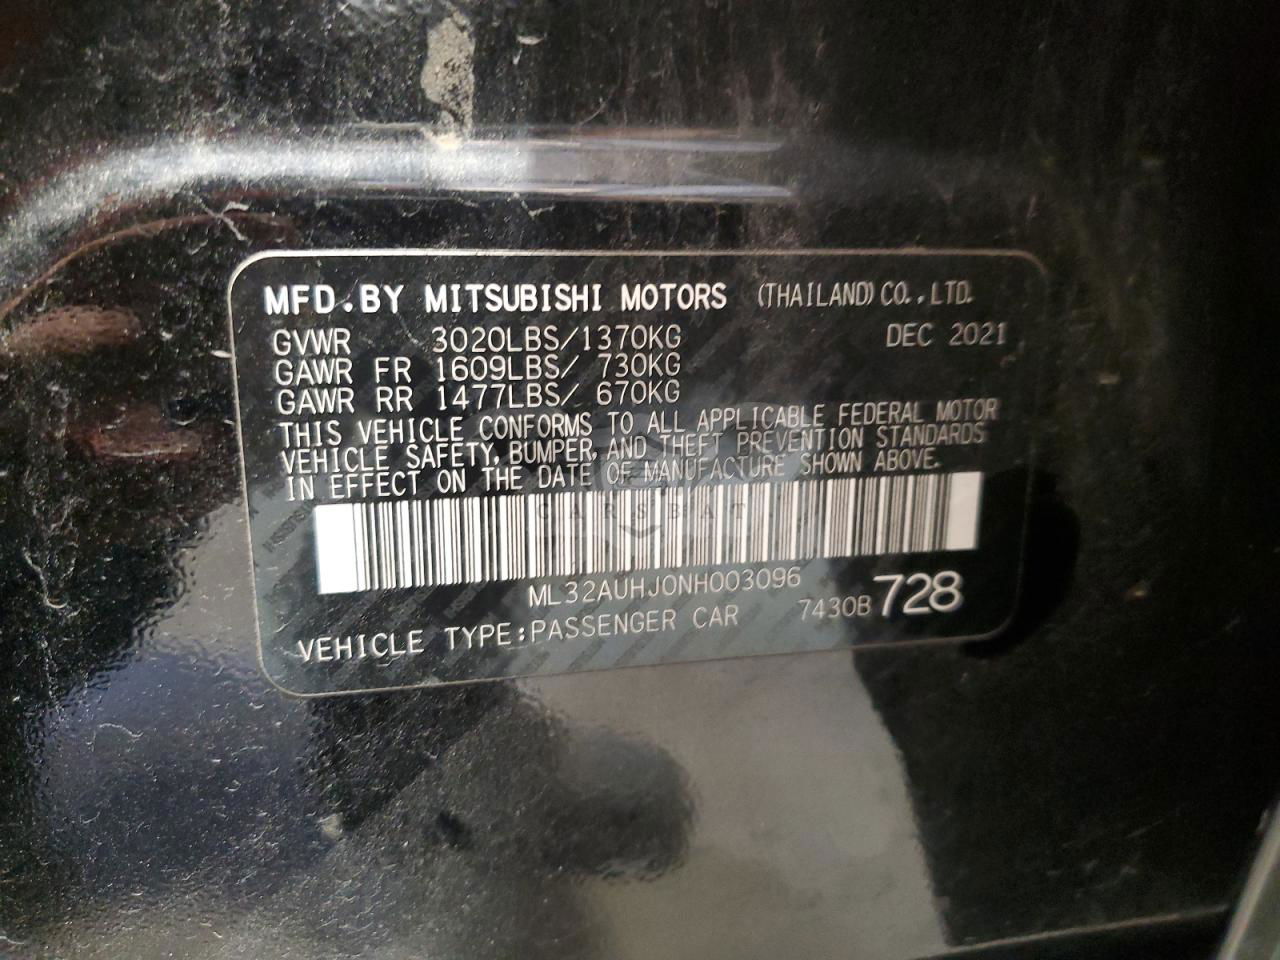 MFD.BY MITSUBISHI MOTORS (THAILAND) CO.,LTD.
GVWR 3020LBS/1370KG DEC 2021
GAWR FR 1609LBS/ 730KG
GAWR RR 1477LBS/ 670KG
THIS VEHICLE CONFORMS TO ALL APPLICABLE FEDERAL MOTOR
VEHICLE SAFETY, BUMPER, AND THEFT PREVENTION STANDARDS
IN EFFECT ON THE DATE OF MANUFACTURE SHOWN ABOVE.
CARSBAT
ML32AUHJ0NH003096
7430B 728
VEHICLE TYPE:PASSENGER CAR